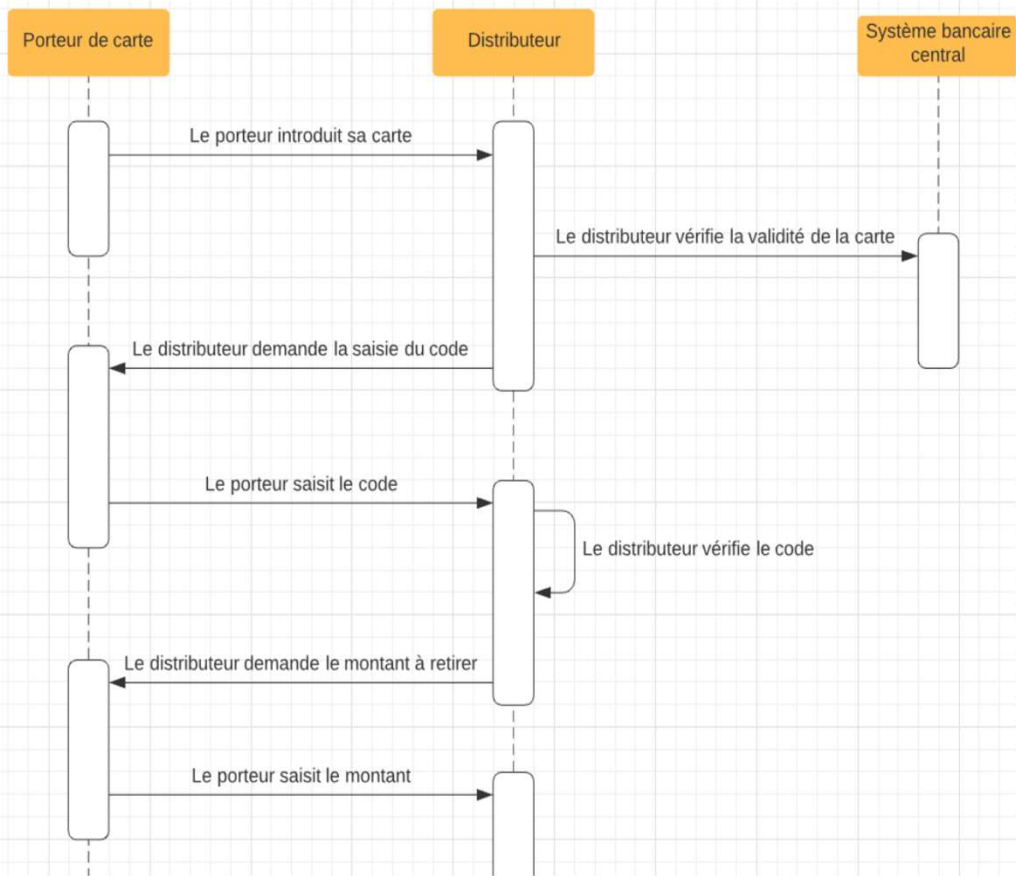 Porteur de carte
Distributeur
Système bancaire
central
Le porteur introduit sa carte
Le distributeur vérifie la validité de la carte
Le distributeur demande la saisie du code
Le porteur saisit le code
Le distributeur vérifie le code
Le distributeur demande le montant à retirer
Le porteur saisit le montant